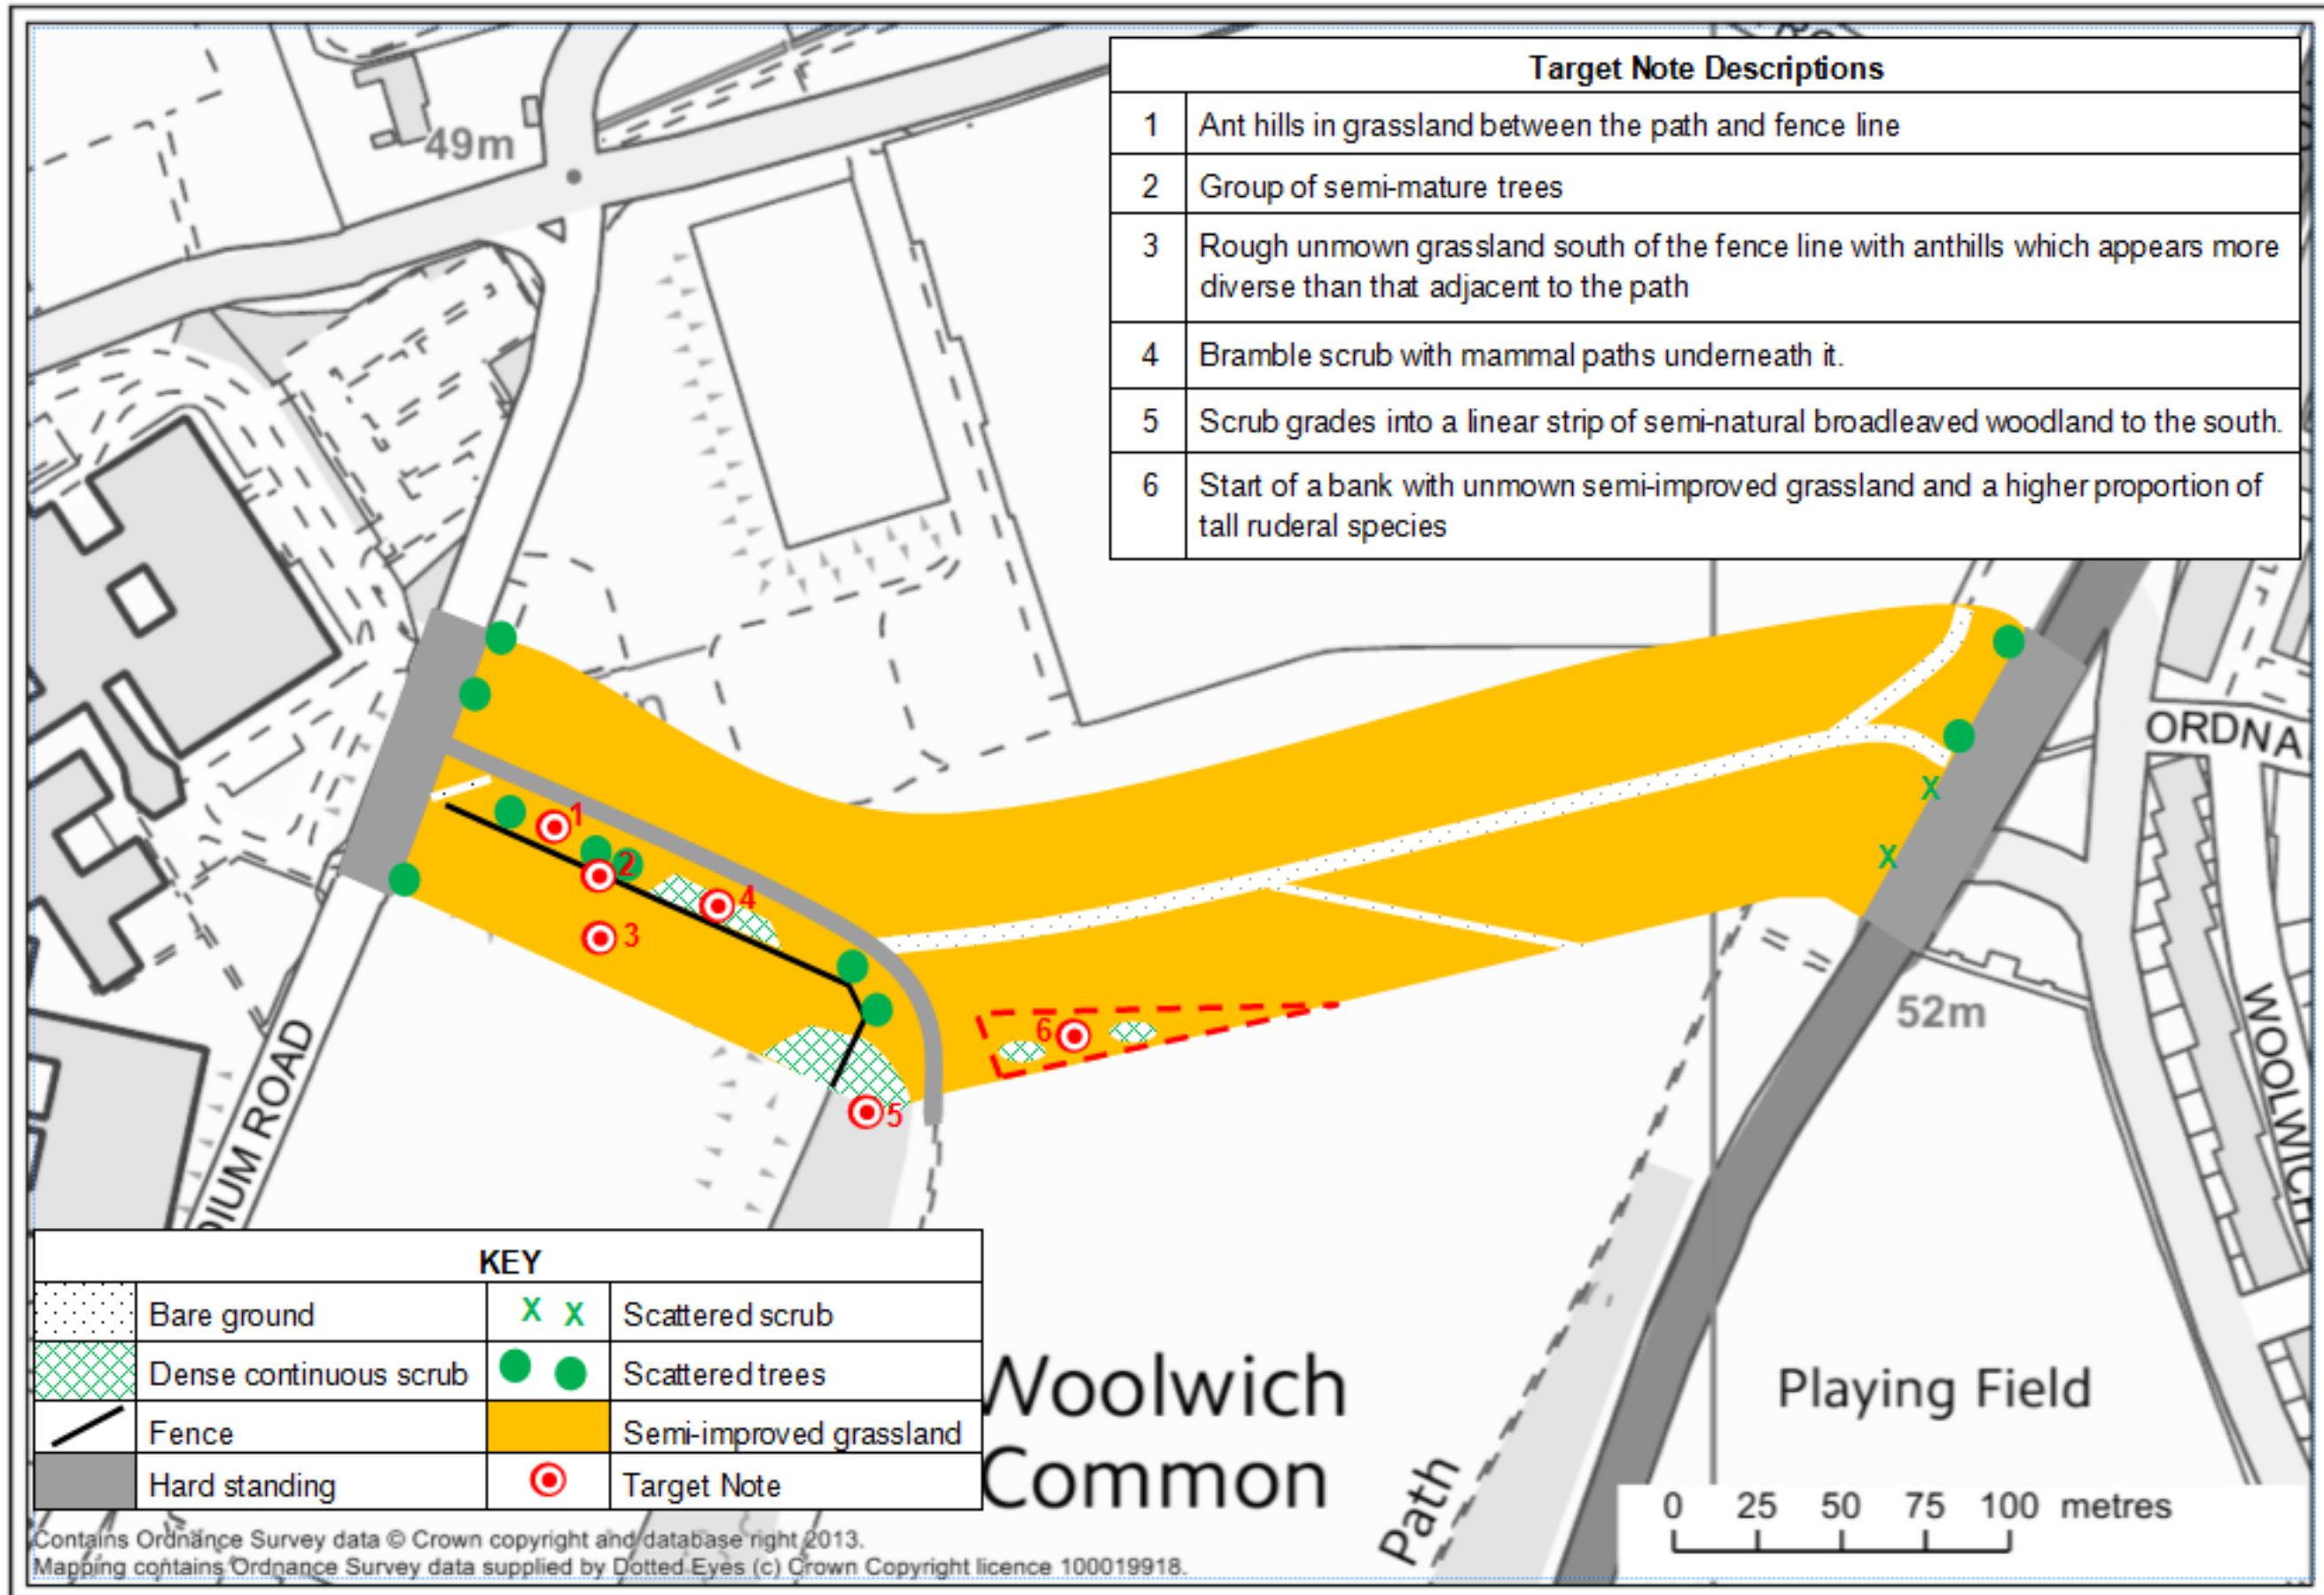 Target Note Descriptions
1 Ant hills in grassland between the path and fence line
2 Group of semi-mature trees
3 Rough unmown grassland south of the fence line with anthills which appears more
diverse than that adjacent to the path
4 Bramble scrub with mammal paths underneath it.
5 Scrub grades into a linear strip of semi-natural broadleaved woodland to the south.
6 Start of a bank with unmown semi-improved grassland and a higher proportion of
tall ruderal species
49m
ORDNA
1
2
4
3
6
5
52m
WOOLWICH
DIUM ROAD
KEY
Bare ground
X X Scattered scrub
Dense continuous scrub
Scattered trees
Fence
Semi-improved grassland
Hard standing
Target Note
Woolwich
Common
Path
Playing Field
0 25 50 75 100 metres
Contains Ordnance Survey data © Crown copyright and database right 2013.
Mapping contains Ordnance Survey data supplied by Dotted Eyes (c) Crown Copyright licence 100019918.